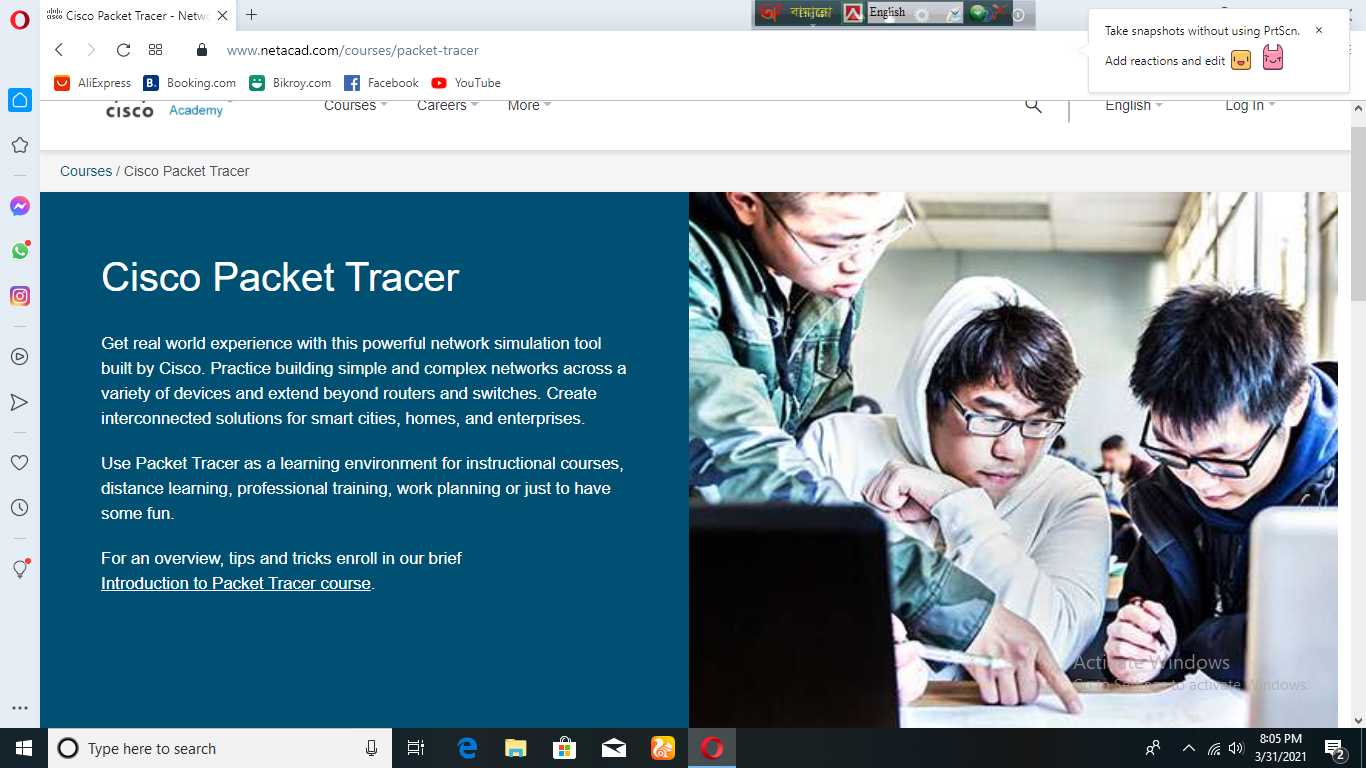 Cisco Packet Tracer - Netwo
অভ্র
English
Take snapshots without using PrtScn.
Add reactions and edit
www.netacad.com/courses/packet-tracer
AliExpress
B.
Booking.com
Bikroy.com
Facebook
YouTube
CISCO
Academy
Courses
Careers
More
English
Log In
Courses / Cisco Packet Tracer
Cisco Packet Tracer
Get real world experience with this powerful network simulation tool
built by Cisco. Practice building simple and complex networks across a
variety of devices and extend beyond routers and switches. Create
interconnected solutions for smart cities, homes, and enterprises.
Use Packet Tracer as a learning environment for instructional courses,
distance learning, professional training, work planning or just to have
some fun.
For an overview, tips and tricks enroll in our brief
Introduction to Packet Tracer course.
Activate Windows
Go to Settings to activate Windows.
Type here to search
8:05 PM
3/31/2021
2